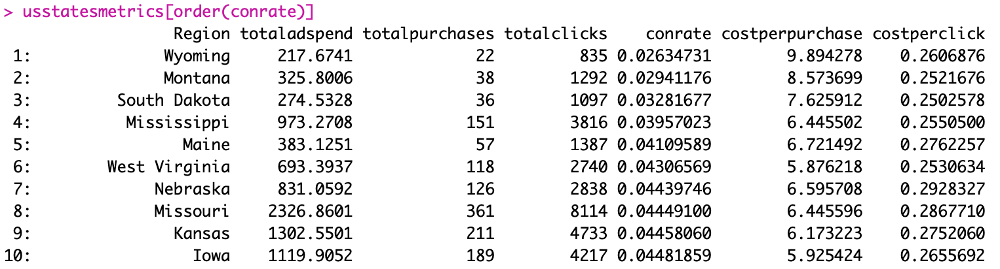 > usstatesmetrics[order(conrate)]
Region totaladspend totalpurchases totalclicks conrate costperpurchase costperclick
1: Wyoming 217.6741 22 835 0.02634731 9.894278 0.2606876
2: Montana 325.8006 38 1292 0.02941176 8.573699 0.2521676
3: South Dakota 274.5328 36 1097 0.03281677 7.625912 0.2502578
4: Mississippi 973.2708 151 3816 0.03957023 6.445502 0.2550500
5: Maine 383.1251 57 1387 0.04109589 6.721492 0.2762257
6: West Virginia 693.3937 118 2740 0.04306569 5.876218 0.2530634
7: Nebraska 831.0592 126 2838 0.04439746 6.595708 0.2928327
8: Missouri 2326.8601 361 8114 0.04449100 6.445596 0.2867710
9: Kansas 1302.5501 211 4733 0.04458060 6.173223 0.2752060
10: Iowa 1119.9052 189 4217 0.04481859 5.925424 0.2655692